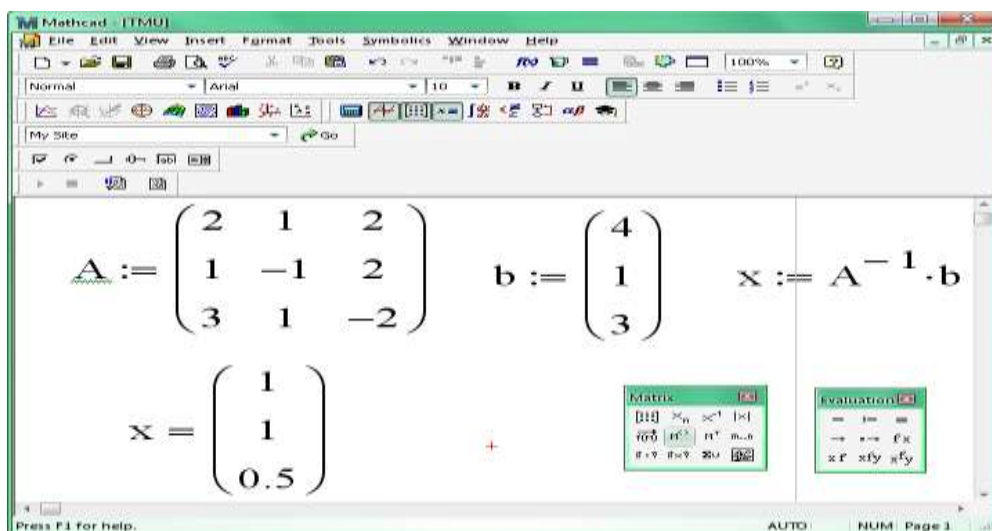 Mathcad - [TMU]
File Edit View Insert Format Tools Symbolics Window Help
100%
Normal Arial 10 B I U
My Site Go
A := ( 2 1 2
1 −1 2
3 1 −2 )
b := ( 4
1
3 )
x := A^−1 · b
x = ( 1
1
0.5 )
Matrix
Evaluation
Press F1 for help. AUTO NUM Page 1